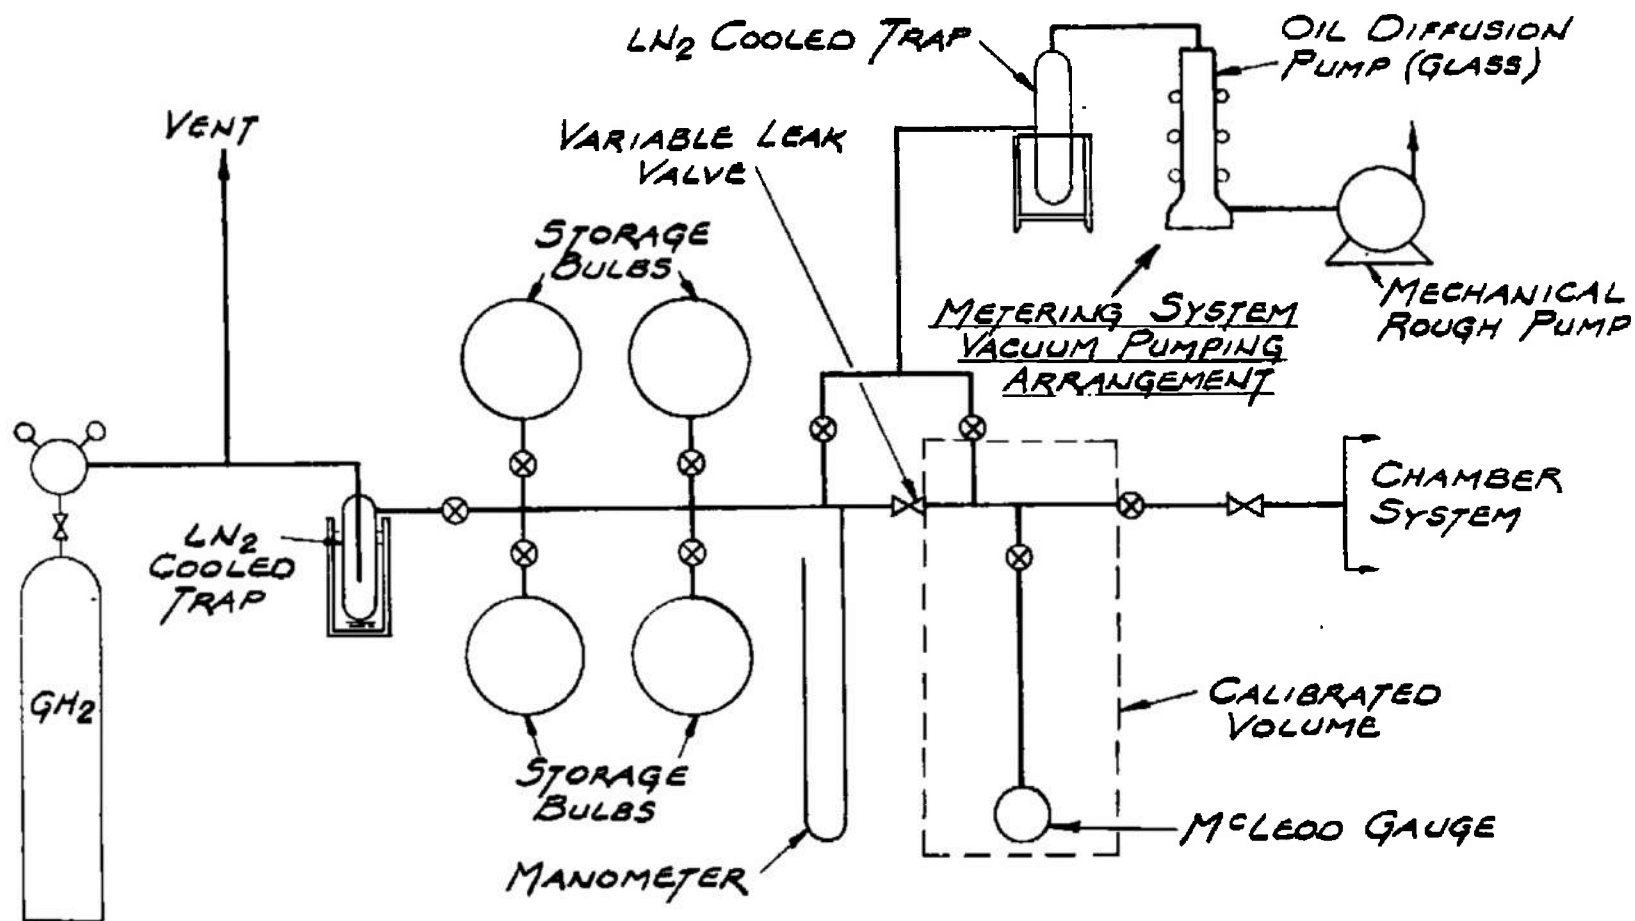 LN2 COOLED TRAP
OIL DIFFUSION
PUMP (GLASS)
VENT
VARIABLE LEAK
VALVE
STORAGE
BULBS
METERING SYSTEM
VACUUM PUMPING
ARRANGEMENT
MECHANICAL
ROUGH PUMP
CHAMBER
SYSTEM
LN2
COOLED
TRAP
GH2
STORAGE
BULBS
CALIBRATED
VOLUME
MCLEOD GAUGE
MANOMETER